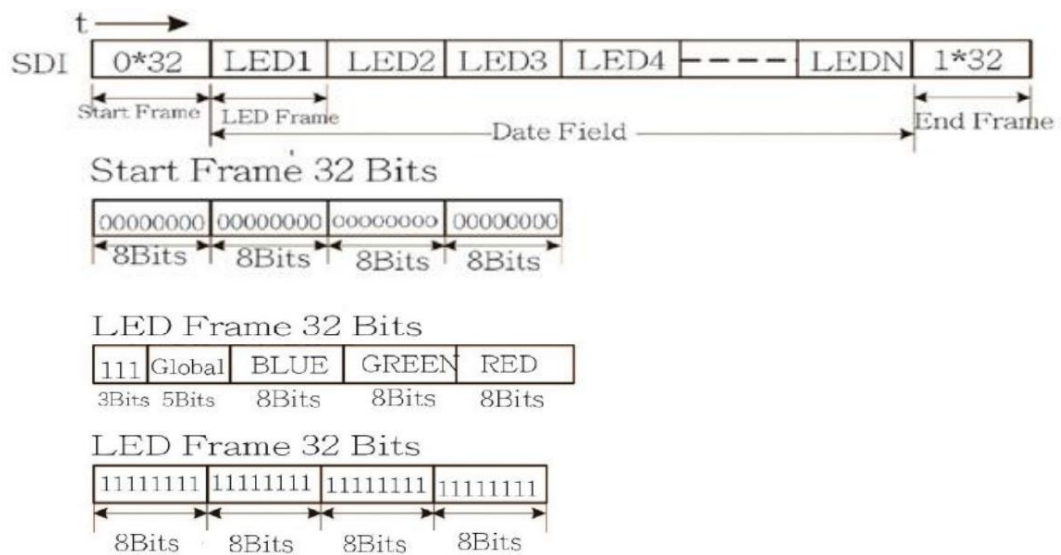 t
SDI 0*32 LED1 LED2 LED3 LED4 LEDN 1*32
Start Frame LED Frame Date Field End Frame
Start Frame 32 Bits
00000000 00000000 00000000 00000000
8Bits 8Bits 8Bits 8Bits
LED Frame 32 Bits
111 Global BLUE GREEN RED
3Bits 5Bits 8Bits 8Bits 8Bits
LED Frame 32 Bits
11111111 11111111 11111111 11111111
8Bits 8Bits 8Bits 8Bits